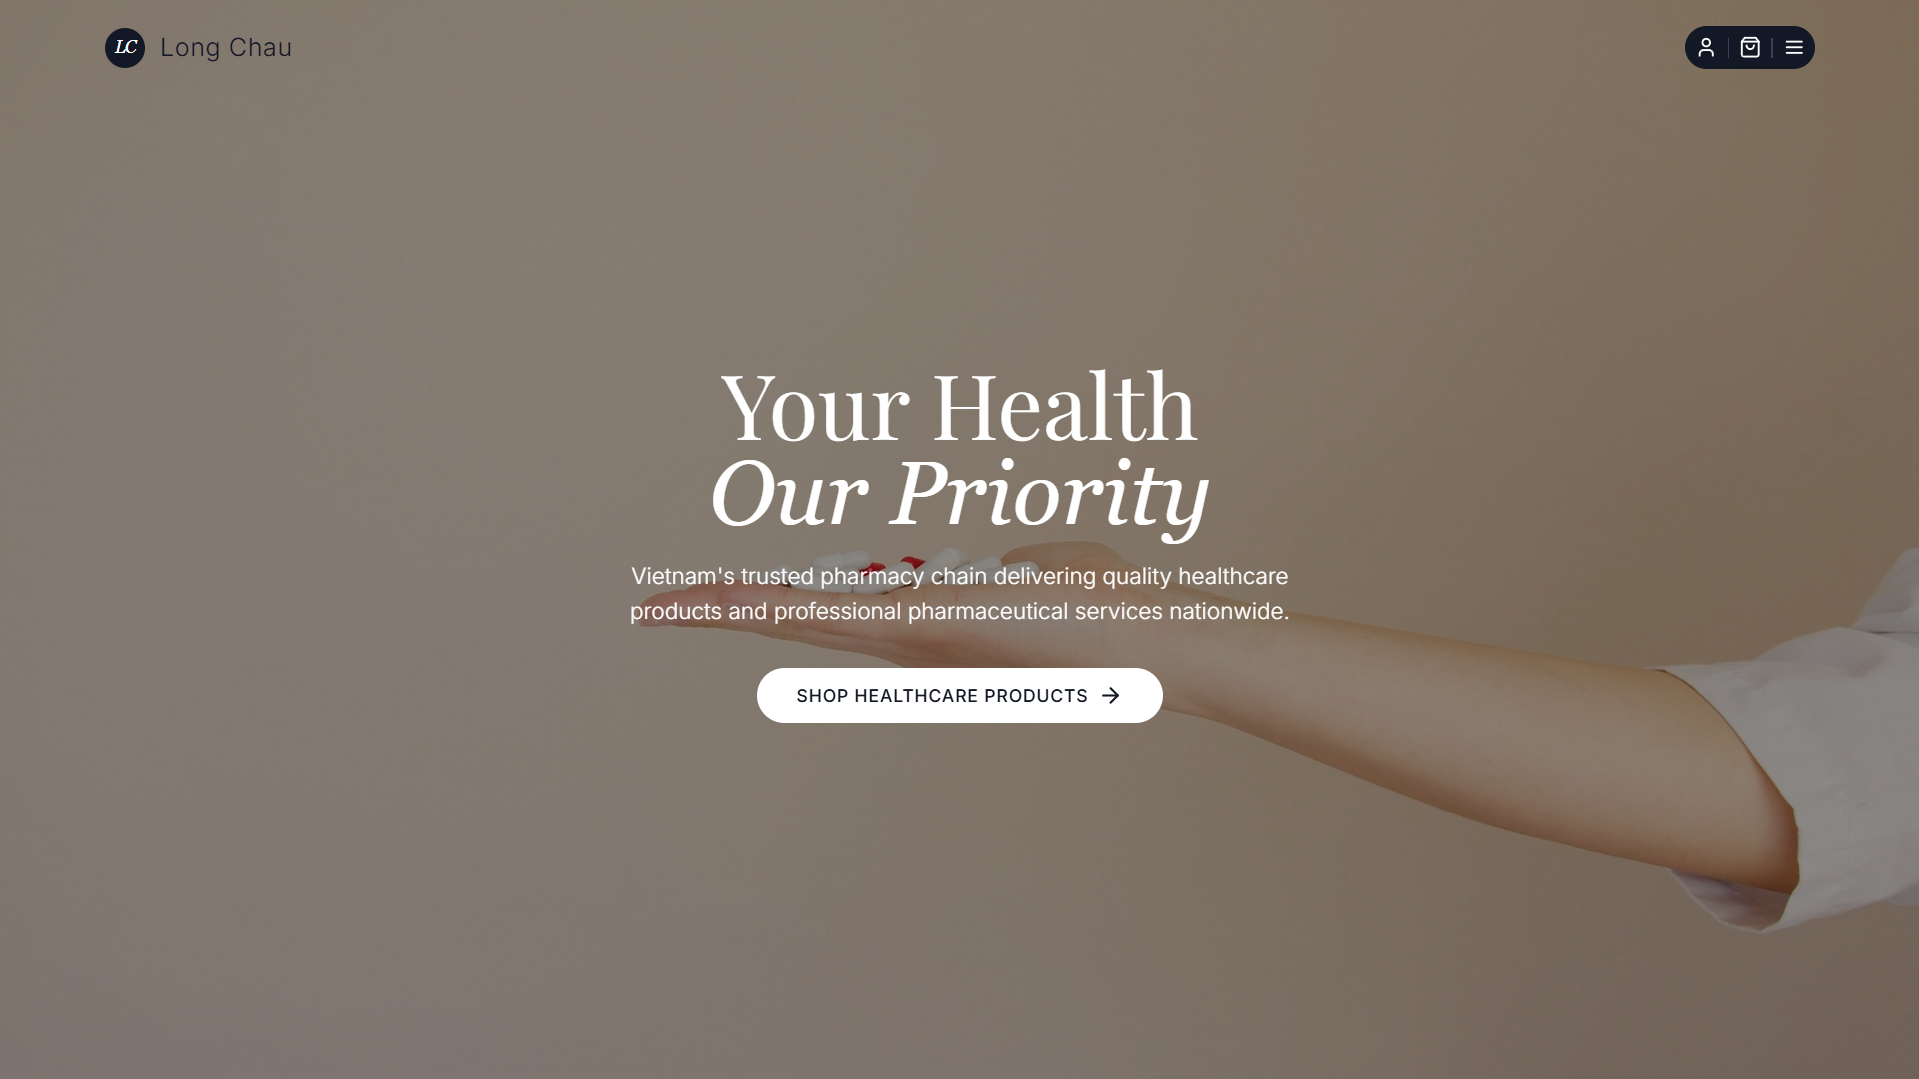 LC Long Chau
Your Health
Our Priority
Vietnam's trusted pharmacy chain delivering quality healthcare
products and professional pharmaceutical services nationwide.
SHOP HEALTHCARE PRODUCTS